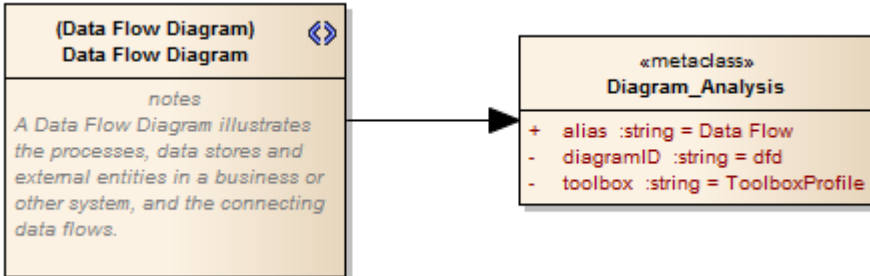 (Data Flow Diagram)
Data Flow Diagram
notes
A Data Flow Diagram illustrates
the processes, data stores and
external entities in a business or
other system, and the connecting
data flows.
«metaclass»
Diagram_Analysis
+ alias :string = Data Flow
- diagramID :string = dfd
- toolbox :string = ToolboxProfile